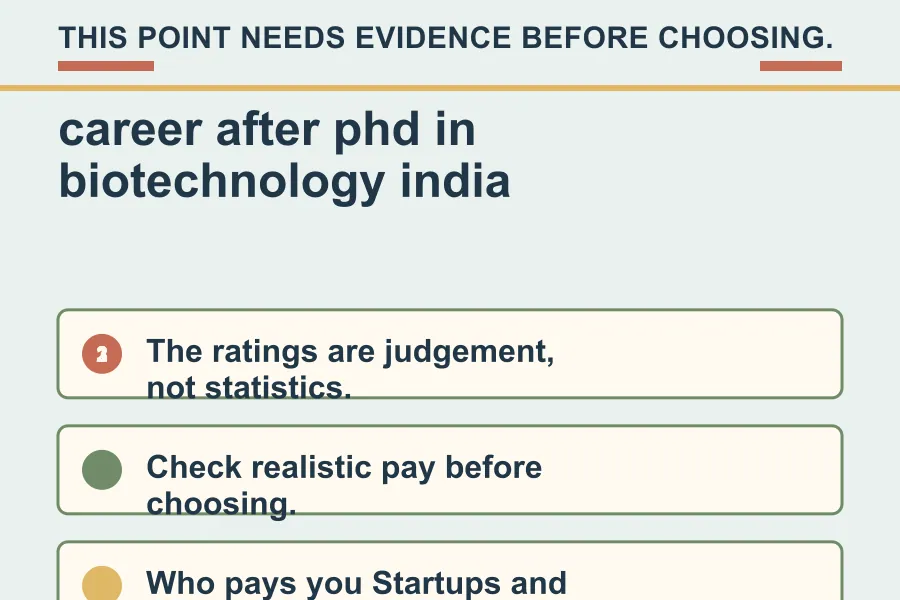 THIS POINT NEEDS EVIDENCE BEFORE CHOOSING.
career after phd in
biotechnology india
The ratings are judgement,
not statistics.
Check realistic pay before
choosing.
Who pays you Startups and